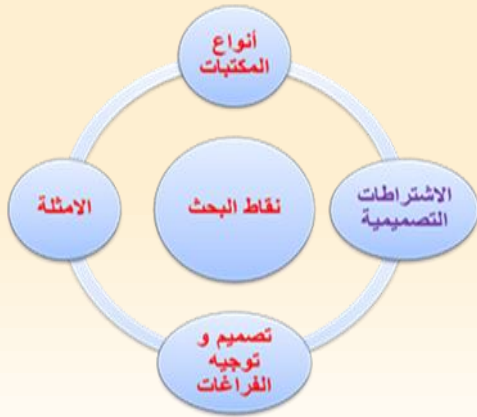 أنواع
المكتبات
الاشتراطات
التصميمية
نقاط البحث
الامثلة
تصميم و
توجيه
الفراغات